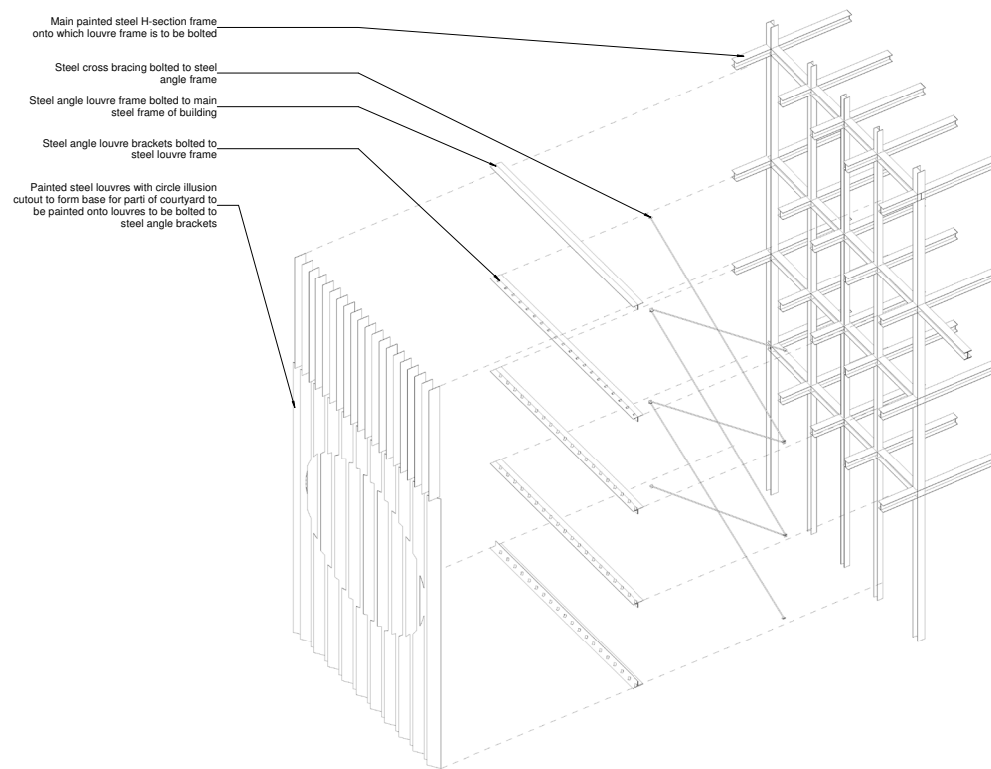 Main painted steel H-section frame
onto which louvre frame is to be bolted
Steel cross bracing bolted to steel
angle frame
Steel angle louvre frame bolted to main
steel frame of building
Steel angle louvre brackets bolted to
steel louvre frame
Painted steel louvres with circle illusion
cutout to form base for parti of courtyard to
be painted onto louvres to be bolted to
steel angle brackets